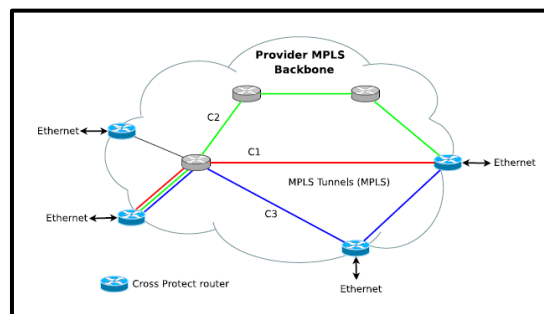 Provider MPLS
Backbone
C2
Ethernet
C1
Ethernet
MPLS Tunnels (MPLS)
Ethernet
C3
Cross Protect router
Ethernet